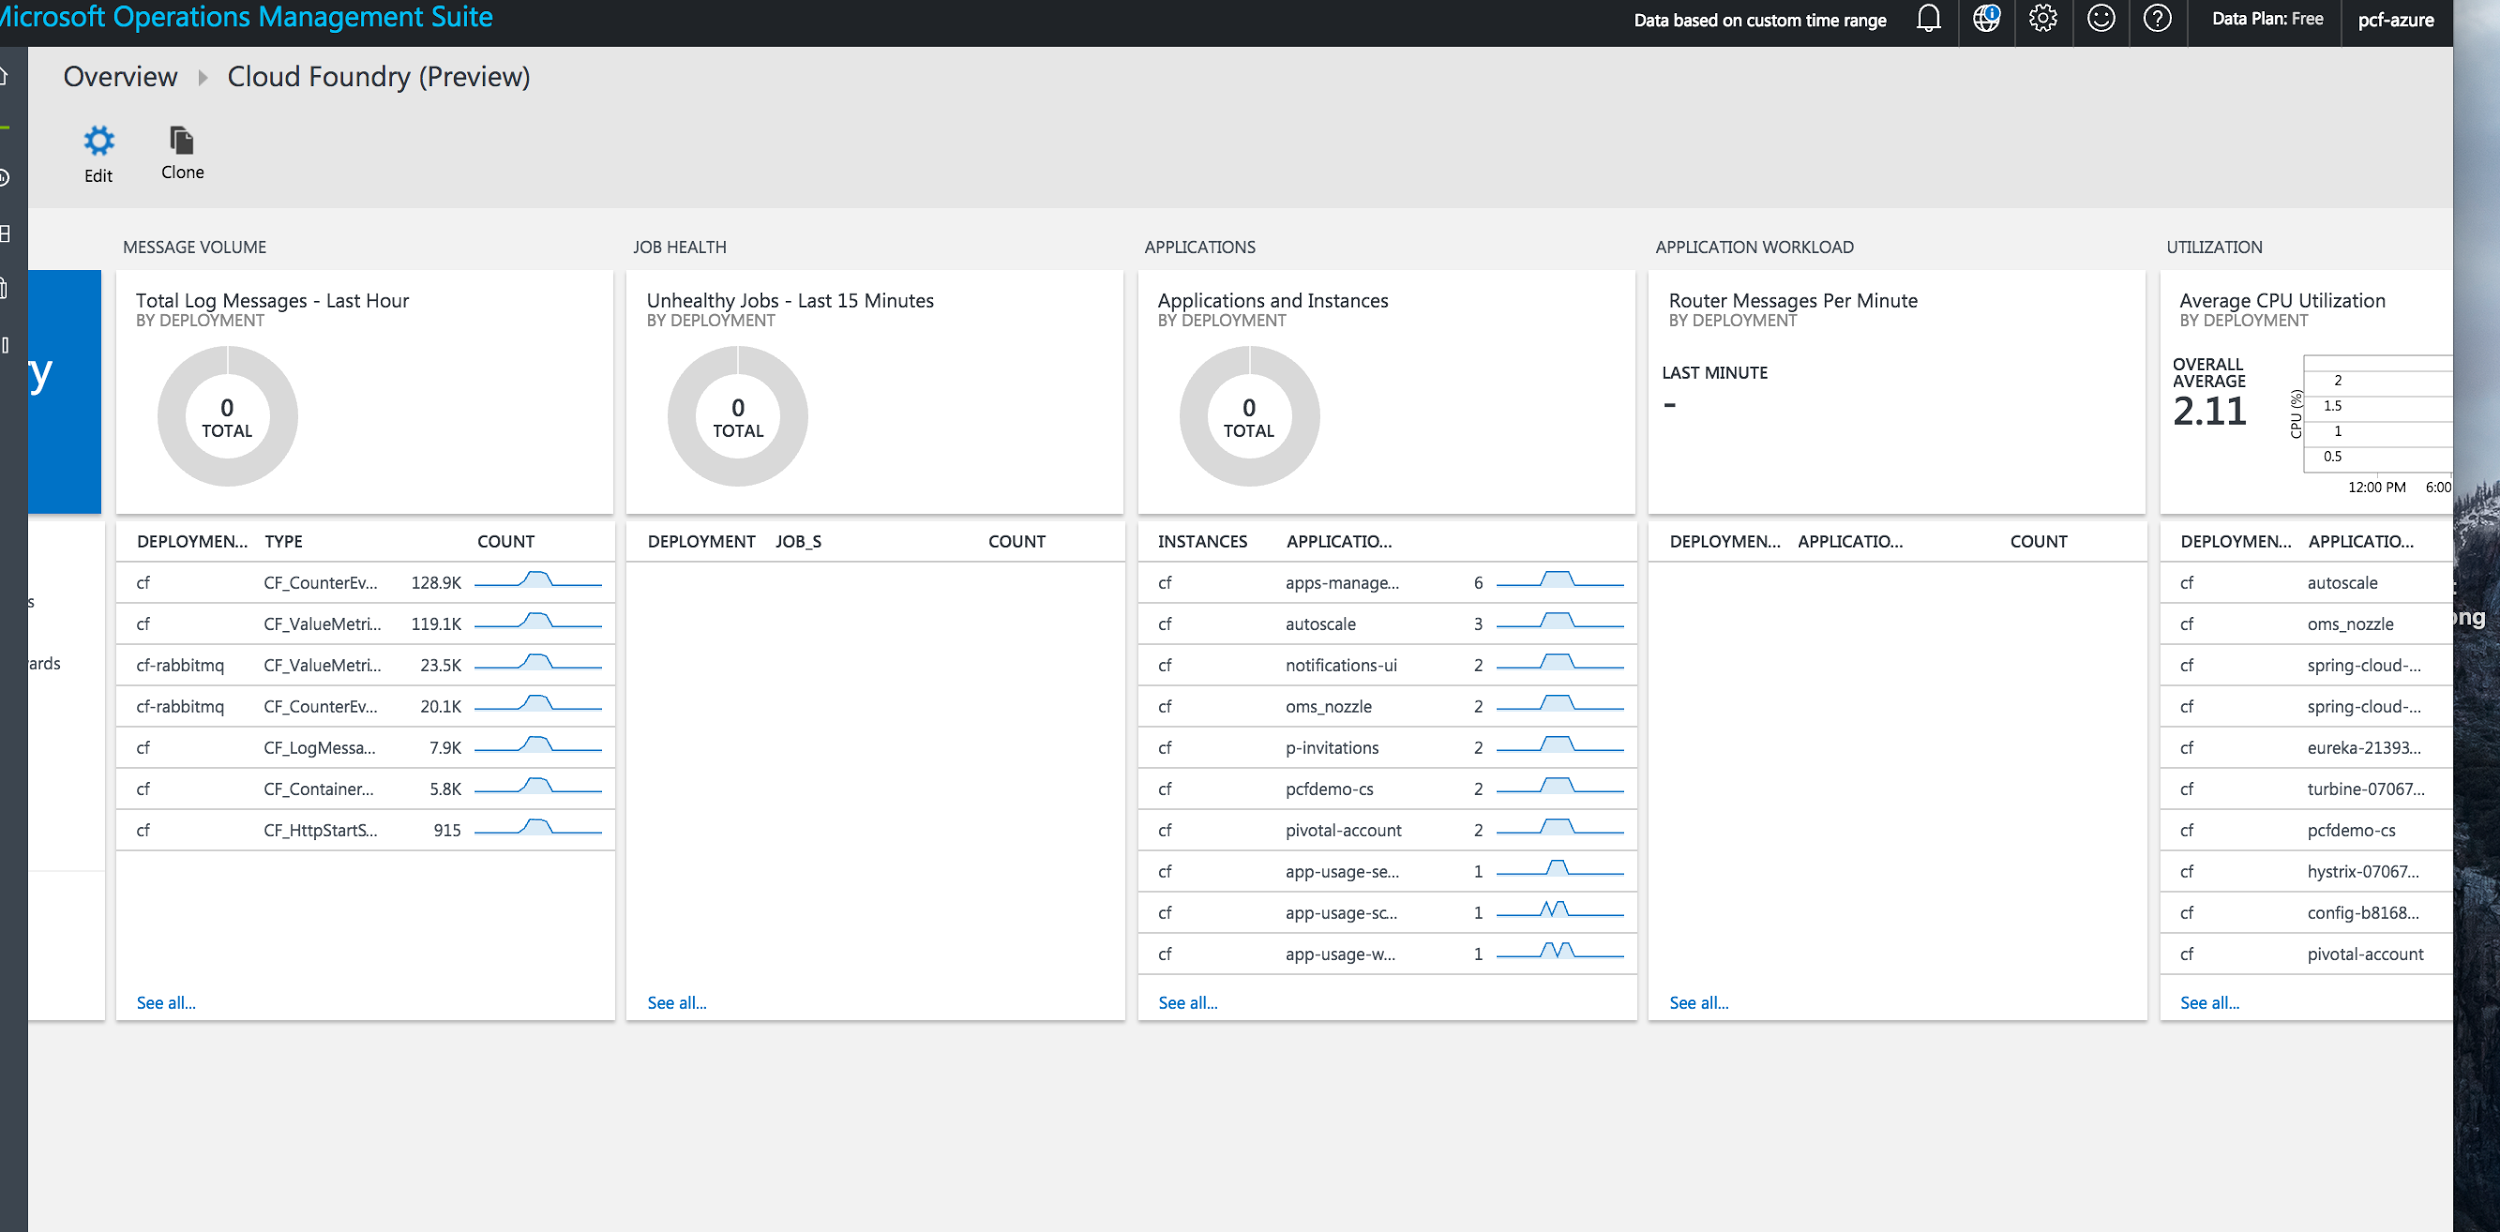 Microsoft Operations Management Suite
Data based on custom time range
Data Plan: Free
pcf-azure
Overview
Cloud Foundry (Preview)
Edit
Clone
MESSAGE VOLUME
Total Log Messages - Last Hour
BY DEPLOYMENT
0
TOTAL
DEPLOYMEN... TYPE COUNT
cf CF_CounterEv... 128.9K
cf CF_ValueMetri... 119.1K
cf-rabbitmq CF_ValueMetri... 23.5K
cf-rabbitmq CF_CounterEv... 20.1K
cf CF_LogMessa... 7.9K
cf CF_Container... 5.8K
cf CF_HttpStartS... 915
See all...
JOB HEALTH
Unhealthy Jobs - Last 15 Minutes
BY DEPLOYMENT
0
TOTAL
DEPLOYMENT JOB_S COUNT
See all...
APPLICATIONS
Applications and Instances
BY DEPLOYMENT
0
TOTAL
INSTANCES APPLICATIO...
cf apps-manage... 6
cf autoscale 3
cf notifications-ui 2
cf oms_nozzle 2
cf p-invitations 2
cf pcfdemo-cs 2
cf pivotal-account 2
cf app-usage-se... 1
cf app-usage-sc... 1
cf app-usage-w... 1
See all...
APPLICATION WORKLOAD
Router Messages Per Minute
BY DEPLOYMENT
LAST MINUTE
-
DEPLOYMEN... APPLICATIO... COUNT
See all...
UTILIZATION
Average CPU Utilization
BY DEPLOYMENT
OVERALL
AVERAGE
2.11
CPU (%)
2
1.5
1
0.5
12:00 PM 6:00
DEPLOYMEN... APPLICATIO...
cf autoscale
cf oms_nozzle
cf spring-cloud-...
cf spring-cloud-...
cf eureka-21393...
cf turbine-07067...
cf pcfdemo-cs
cf hystrix-07067...
cf config-b8168...
cf pivotal-account
See all...